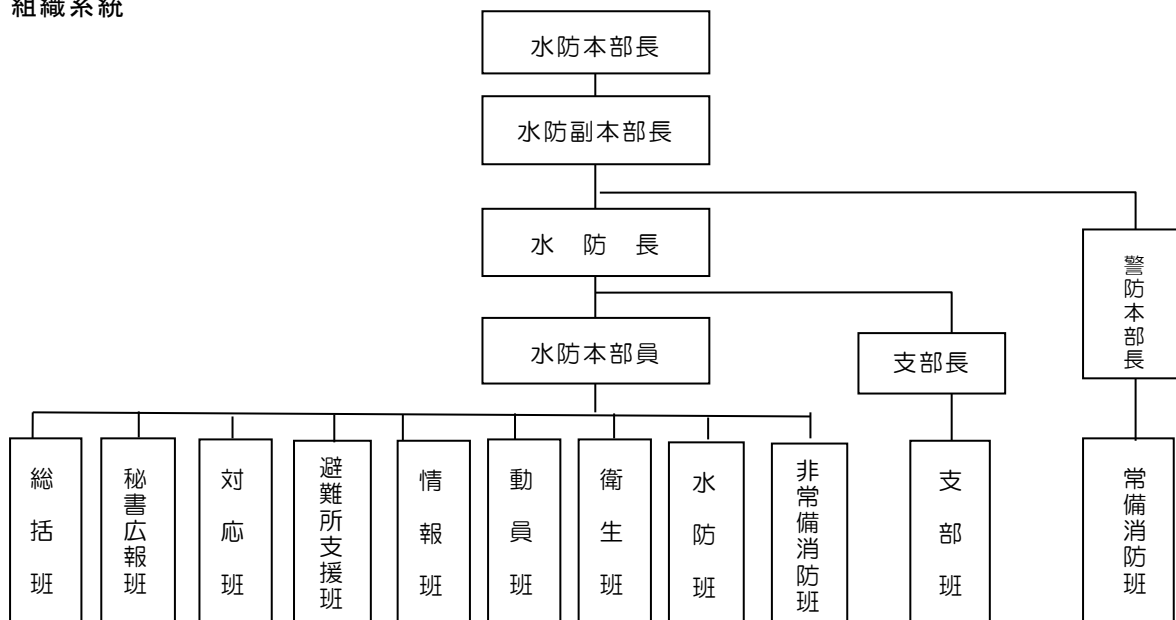 組織系統
水防本部長
水防副本部長
水　防　長
警防本部長
水防本部員
支部長
総括班
秘書広報班
対応班
避難所支援班
情報班
動員班
衛生班
水防班
非常備消防班
支部班
常備消防班